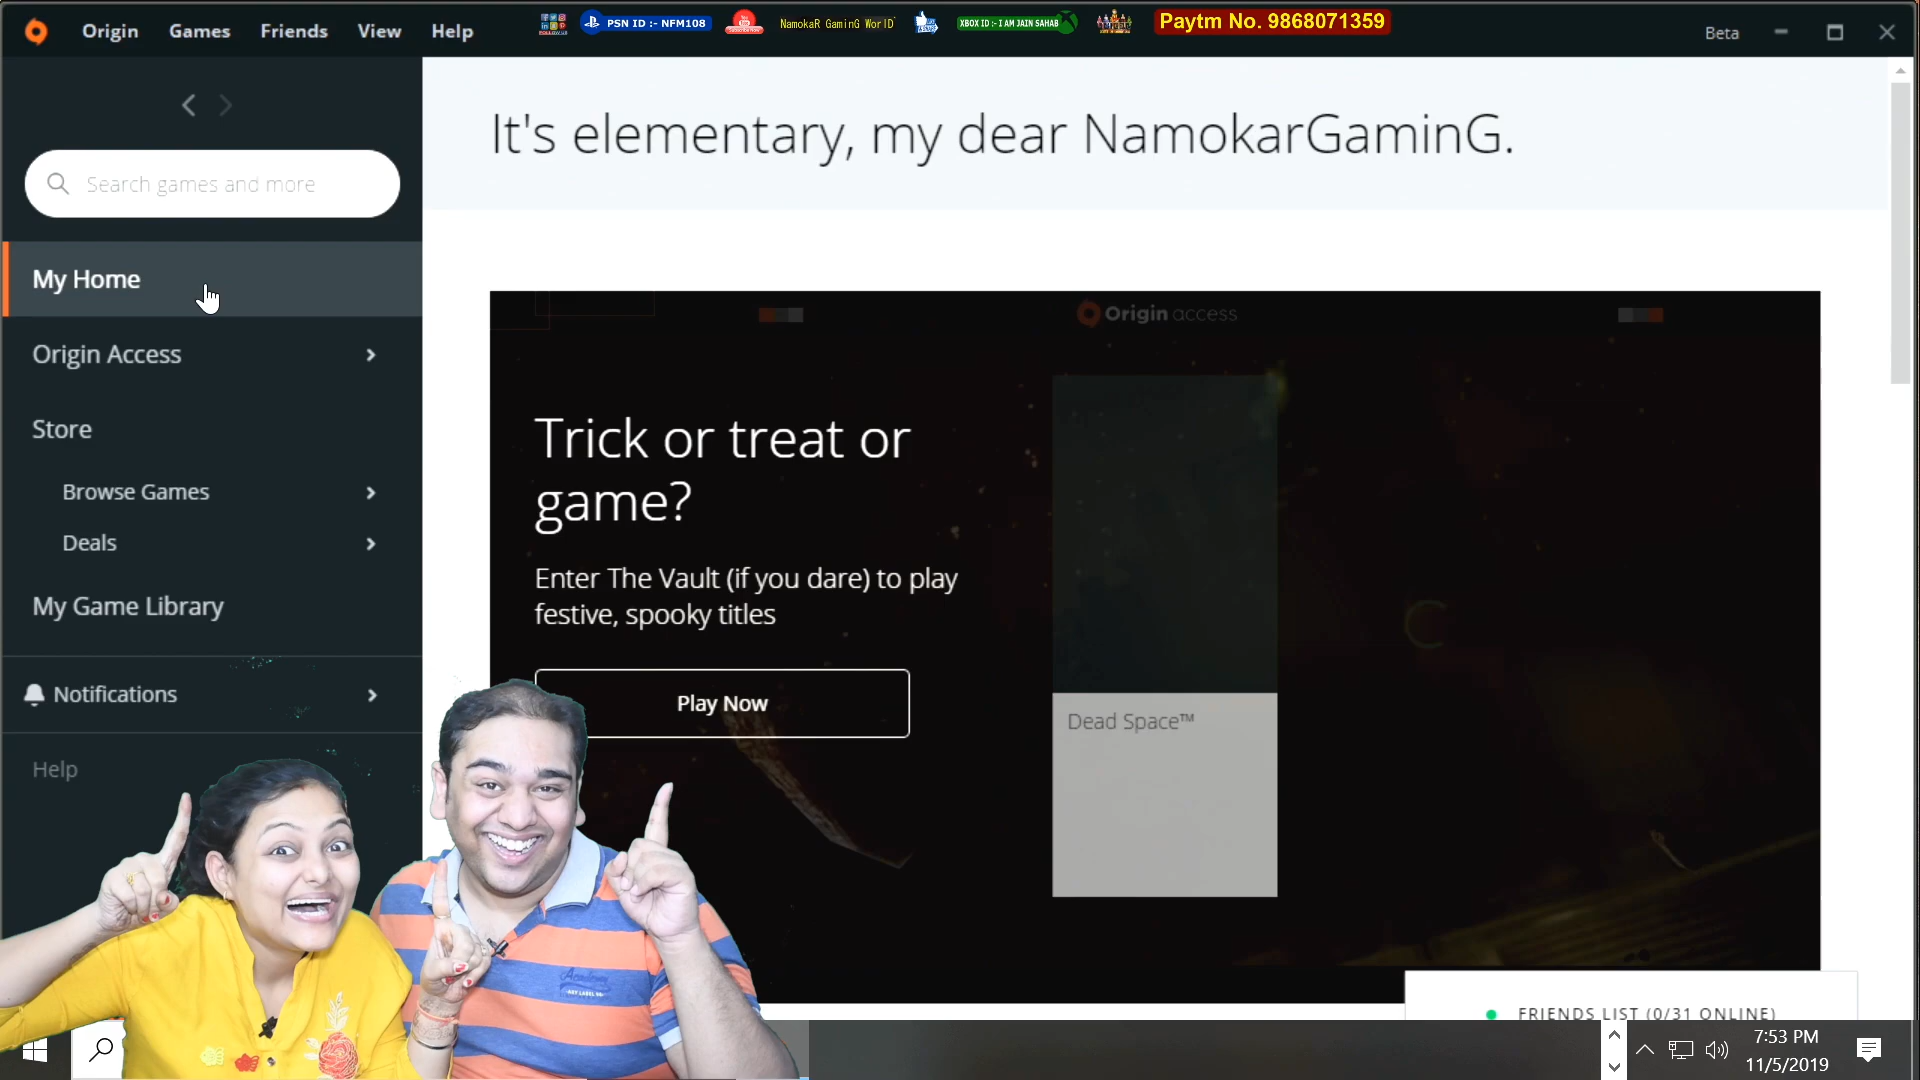 Origin Games Friends View Help
FOLLOW US
PSN ID :- NFM108
NamokaR GaminG WorlD
XBOX ID :- I AM JAIN SAHAB
Paytm No. 9868071359
Beta
Search games and more
My Home
Origin Access
Store
Browse Games
Deals
My Game Library
Notifications
Help
It's elementary, my dear NamokarGaminG.
Origin access
Trick or treat or
game?
Enter The Vault (if you dare) to play
festive, spooky titles
Play Now
Dead Space™
FRIENDS LIST (0/31 ONLINE)
7:53 PM
11/5/2019